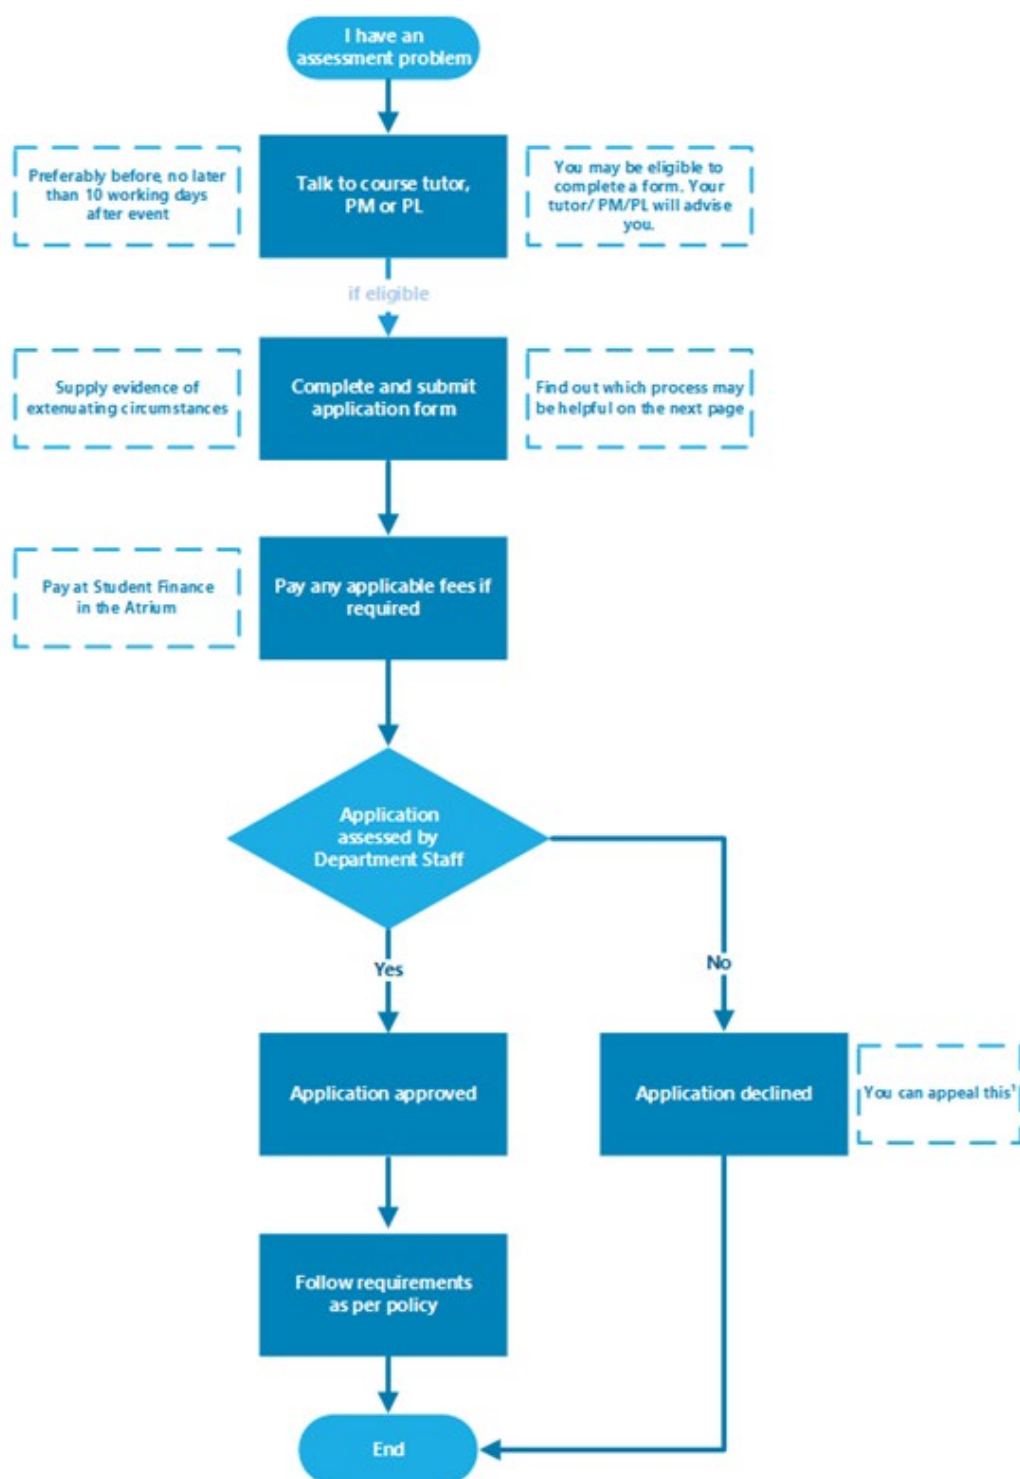 I have an
assessment problem
Preferably before, no later
than 10 working days
after event
Talk to course tutor,
PM or PL
You may be eligible to
complete a form. Your
tutor/ PM/PL will advise
you.
if eligible
Supply evidence of
extenuating circumstances
Complete and submit
application form
Find out which process may
be helpful on the next page
Pay at Student Finance
in the Atrium
Pay any applicable fees if
required
Application
assessed by
Department Staff
Yes
No
Application approved
Application declined
You can appeal this¹
Follow requirements
as per policy
End